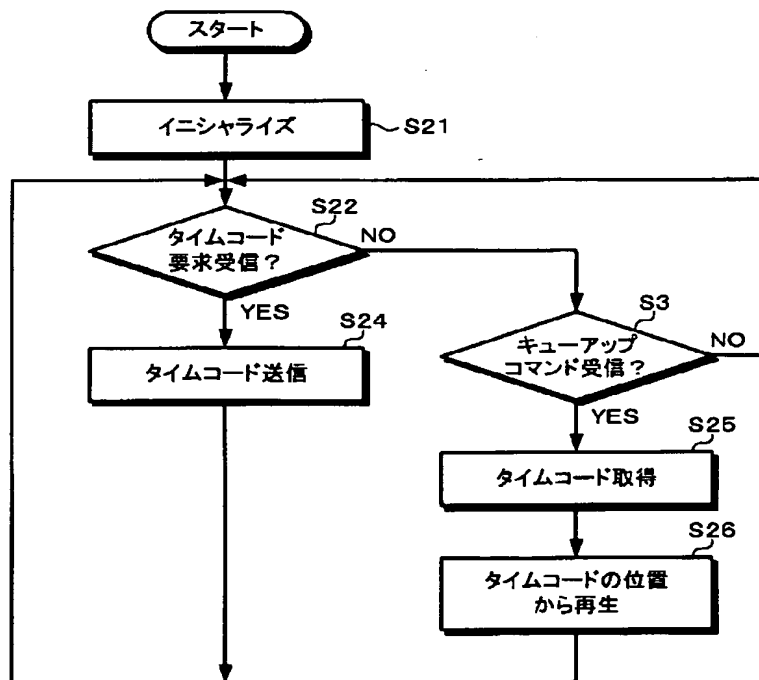 スタート
イニシャライズ
S21
S22
タイムコード
要求受信？
NO
YES
S24
タイムコード送信
S3
キューアップ
コマンド受信？
NO
YES
S25
タイムコード取得
S26
タイムコードの位置
から再生